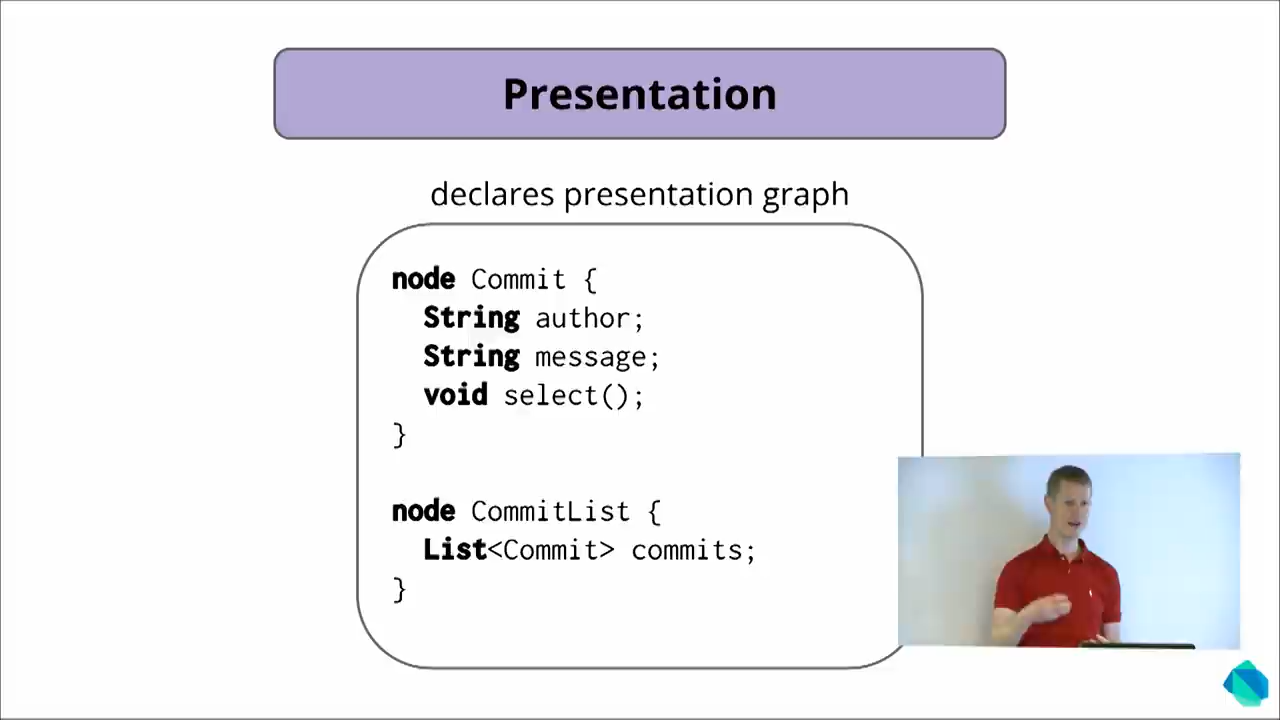 Presentation
declares presentation graph
node Commit {
  String author;
  String message;
  void select();
}
node CommitList {
  List<Commit> commits;
}